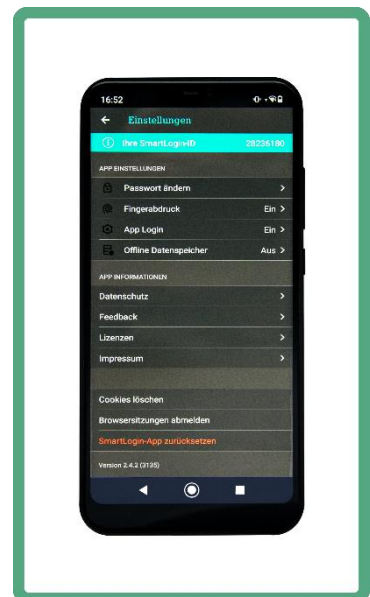 16:52
Einstellungen
Ihre SmartLogin-ID 28236180
APP EINSTELLUNGEN
Passwort ändern
Fingerabdruck Ein
App Login Ein
Offline Datenspeicher Aus
APP INFORMATIONEN
Datenschutz
Feedback
Lizenzen
Impressum
Cookies löschen
Browsersitzungen abmelden
SmartLogin-App zurücksetzen
Version 2.4.2 (3135)